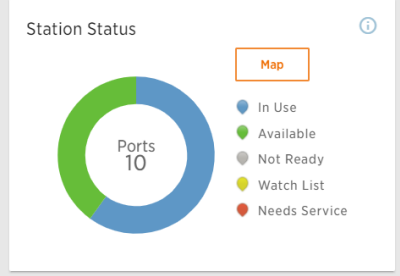 Station Status
Map
Ports
10
In Use
Available
Not Ready
Watch List
Needs Service